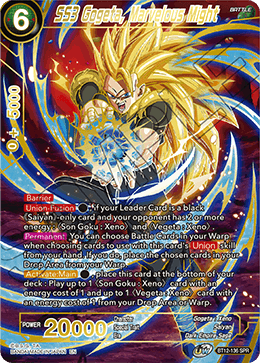 6
SS3 Gogeta, Marvelous Might
BATTLE
0 + 5000
Barrier
Union-Fusion if your Leader Card is a black
《Saiyan》-only card and your opponent has 2 or more
energy : 〈Son Goku : Xeno〉 and 〈Vegeta : Xeno〉
Permanent : You can choose Battle Cards in your Warp
when choosing cards to use with this card's Union skill
from your hand. If you do, place the chosen cards in your
Drop Area from your Warp
Activate Main place this card at the bottom of your
deck : Play up to 1 〈Son Goku : Xeno〉 card with an
energy cost of 1 and up to 1 〈Vegeta : Xeno〉 card with
an energy cost of 1 from your Drop Area or Warp.
POWER 20000
Character
Special Trait
Era
Saiyan
BT12-136 SPR